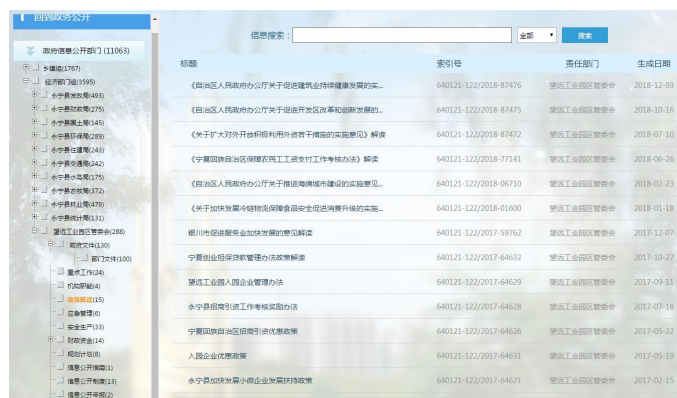 回到政务公开
政府信息公开部门 (11063)
乡镇组(1767)
经济部门组(3595)
永宁县发改局(493)
永宁县财政局(275)
永宁县国土局(145)
永宁县环保局(289)
永宁县住建局(243)
永宁县交通局(242)
永宁县水务局(175)
永宁县农牧局(372)
永宁县林业局(479)
永宁县统计局(131)
望远工业园区管委会(288)
政府文件(130)
部门文件(100)
重点工作(24)
机构职能(4)
政策解读(15)
应急管理(6)
安全生产(33)
财政资金(14)
规划计划(8)
信息公开指南(1)
信息公开制度(13)
信息公开年报(2)
信息搜索： 全部 搜索
标题 索引号 责任部门 生成日期
《自治区人民政府办公厅关于促进建筑业持续健康发展的实... 640121-122/2018-87476 望远工业园区管委会 2018-12-03
《自治区人民政府办公厅关于促进开发区改革和创新发展的... 640121-122/2018-87475 望远工业园区管委会 2018-10-16
《关于扩大对外开放积极利用外资若干措施的实施意见》解读 640121-122/2018-87472 望远工业园区管委会 2018-07-10
《宁夏回族自治区保障农民工工资支付工作考核办法》解读 640121-122/2018-77141 望远工业园区管委会 2018-06-26
《自治区人民政府办公厅关于推进海绵城市建设的实施意见... 640121-122/2018-06710 望远工业园区管委会 2018-02-23
《关于加快发展冷链物流保障食品安全促进消费升级的实施... 640121-122/2018-01600 望远工业园区管委会 2018-01-18
银川市促进服务业加快发展的意见解读 640121-122/2017-59762 望远工业园区管委会 2017-12-07
宁夏创业担保贷款管理办法政策解读 640121-122/2017-64632 望远工业园区管委会 2017-10-27
望远工业园入园企业管理办法 640121-122/2017-64629 望远工业园区管委会 2017-09-11
永宁县招商引资工作考核奖励办法 640121-122/2017-64628 望远工业园区管委会 2017-07-18
宁夏回族自治区招商引资优惠政策 640121-122/2017-64626 望远工业园区管委会 2017-05-22
入园企业优惠政策 640121-122/2017-64631 望远工业园区管委会 2017-05-19
永宁县加快发展小微企业发展扶持政策 640121-122/2017-64621 望远工业园区管委会 2017-02-15